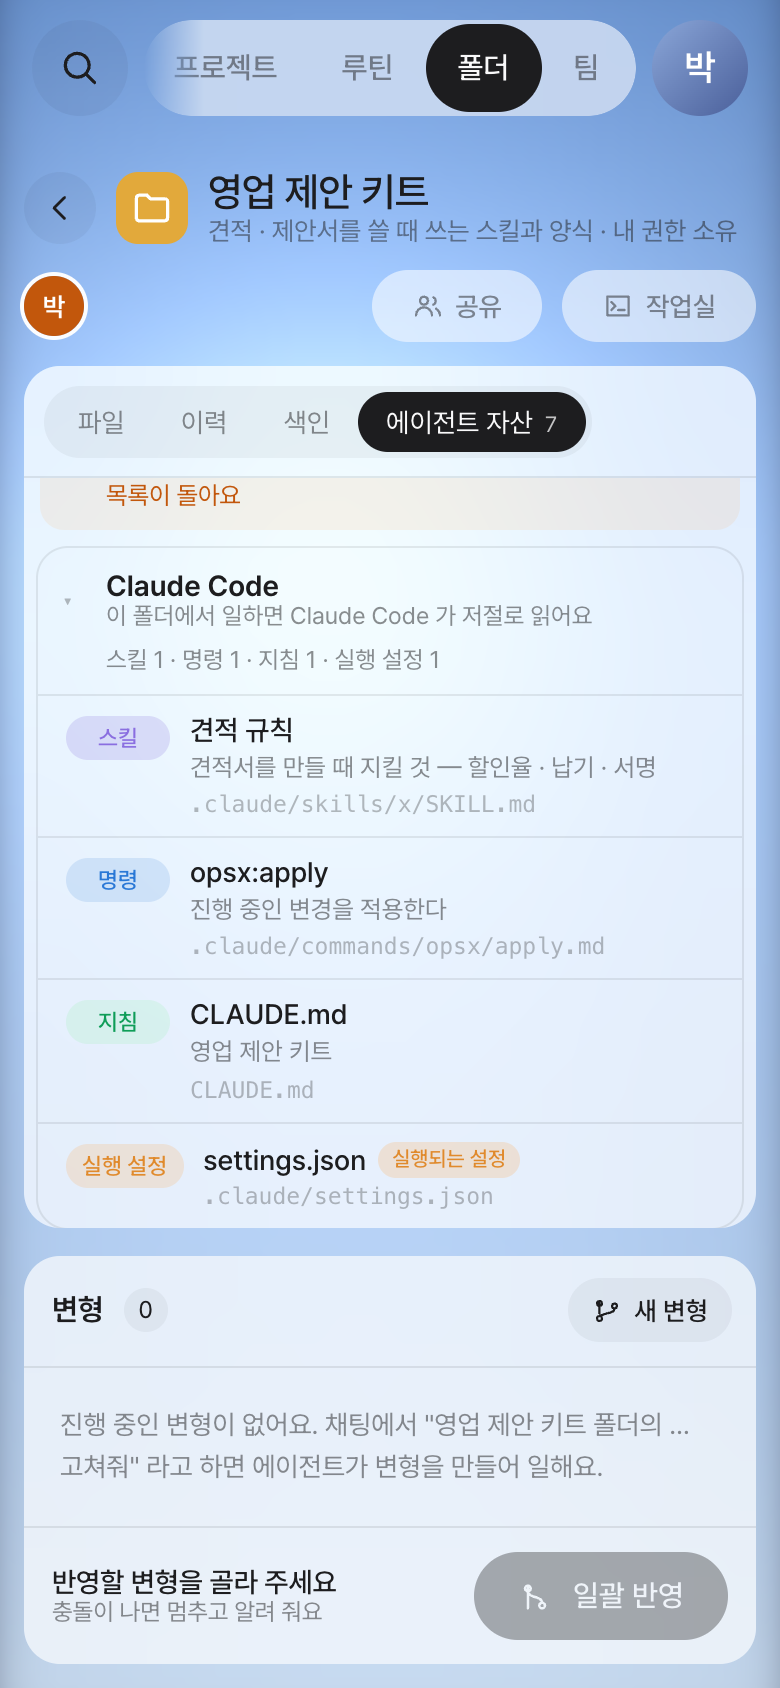 프로젝트
루틴
폴더
팀
박
영업 제안 키트
견적 · 제안서를 쓸 때 쓰는 스킬과 양식 · 내 권한 소유
박
공유
작업실
파일
이력
색인
에이전트 자산 7
목록이 돌아요
Claude Code
이 폴더에서 일하면 Claude Code 가 저절로 읽어요
스킬 1 · 명령 1 · 지침 1 · 실행 설정 1
스킬
견적 규칙
견적서를 만들 때 지킬 것 — 할인율 · 납기 · 서명
.claude/skills/x/SKILL.md
명령
opsx:apply
진행 중인 변경을 적용한다
.claude/commands/opsx/apply.md
지침
CLAUDE.md
영업 제안 키트
CLAUDE.md
실행 설정
settings.json 실행되는 설정
.claude/settings.json
변형 0
새 변형
진행 중인 변형이 없어요. 채팅에서 "영업 제안 키트 폴더의 ...
고쳐줘" 라고 하면 에이전트가 변형을 만들어 일해요.
반영할 변형을 골라 주세요
충돌이 나면 멈추고 알려 줘요
일괄 반영